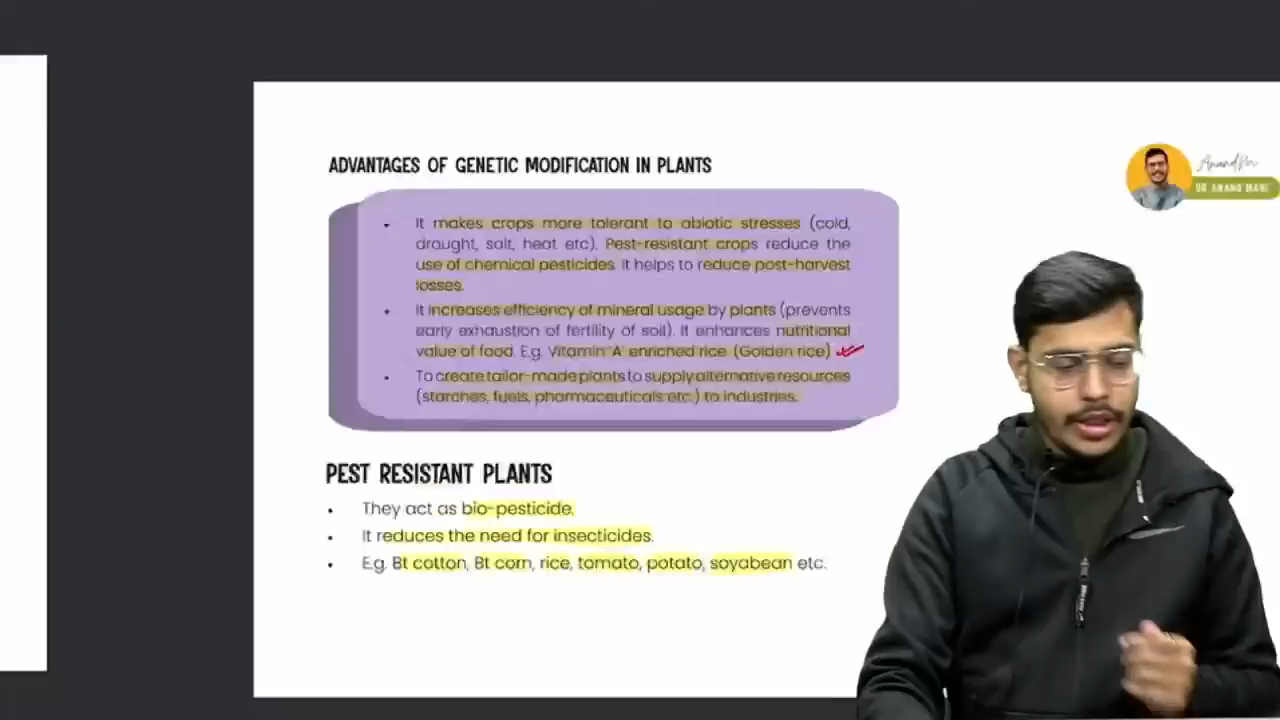 ADVANTAGES OF GENETIC MODIFICATION IN PLANTS
Anand Mani
DR ANAND MANI
• It makes crops more tolerant to abiotic stresses (cold,
draught, salt, heat etc). Pest-resistant crops reduce the
use of chemical pesticides. It helps to reduce post-harvest
losses.
• It increases efficiency of mineral usage by plants (prevents
early exhaustion of fertility of soil). It enhances nutritional
value of food. E.g. Vitamin 'A' enriched rice (Golden rice)
• To create tailor-made plants to supply alternative resources
(starches, fuels, pharmaceuticals etc.) to industries.
PEST RESISTANT PLANTS
• They act as bio-pesticide.
• It reduces the need for insecticides.
• E.g. Bt cotton, Bt corn, rice, tomato, potato, soyabean etc.